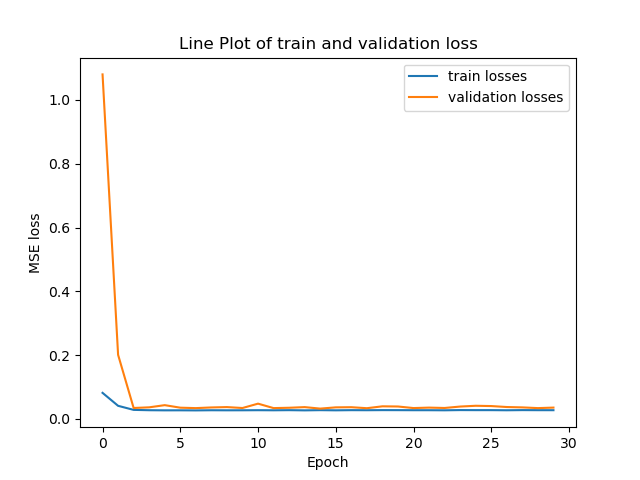 Line Plot of train and validation loss
train losses
validation losses
MSE loss
1.0
0.8
0.6
0.4
0.2
0.0
0 5 10 15 20 25 30
Epoch